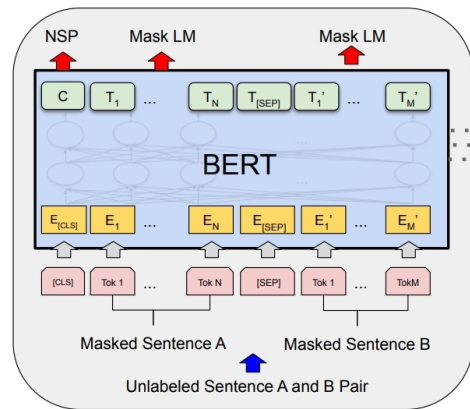 NSP Mask LM Mask LM
C T1 ... TN T[SEP] T1' ... TM'
...
BERT
...
E[CLS] E1 ... EN E[SEP] E1' ... EM'
[CLS] Tok 1 ... Tok N [SEP] Tok 1 ... TokM
Masked Sentence A Masked Sentence B
Unlabeled Sentence A and B Pair